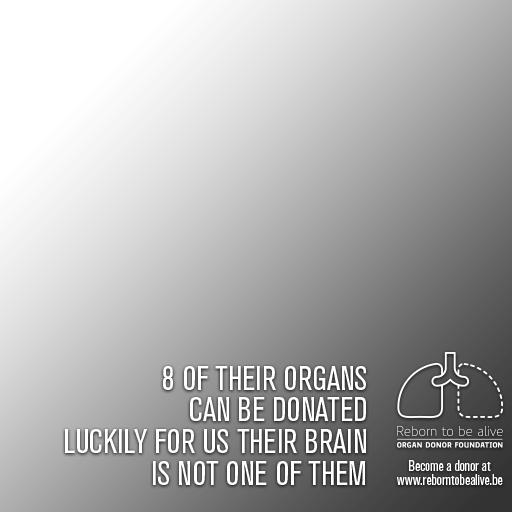 8 OF THEIR ORGANS
CAN BE DONATED
LUCKILY FOR US THEIR BRAIN
IS NOT ONE OF THEM
Reborn to be alive
ORGAN DONOR FOUNDATION
Become a donor at
www.reborntobealive.be